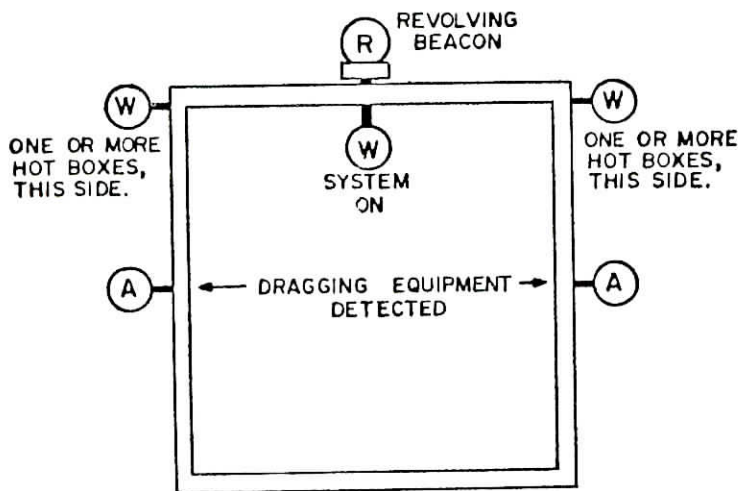 REVOLVING
BEACON
R
W
W
ONE OR MORE
HOT BOXES,
THIS SIDE.
W
SYSTEM
ON
ONE OR MORE
HOT BOXES,
THIS SIDE.
A
DRAGGING EQUIPMENT
DETECTED
A